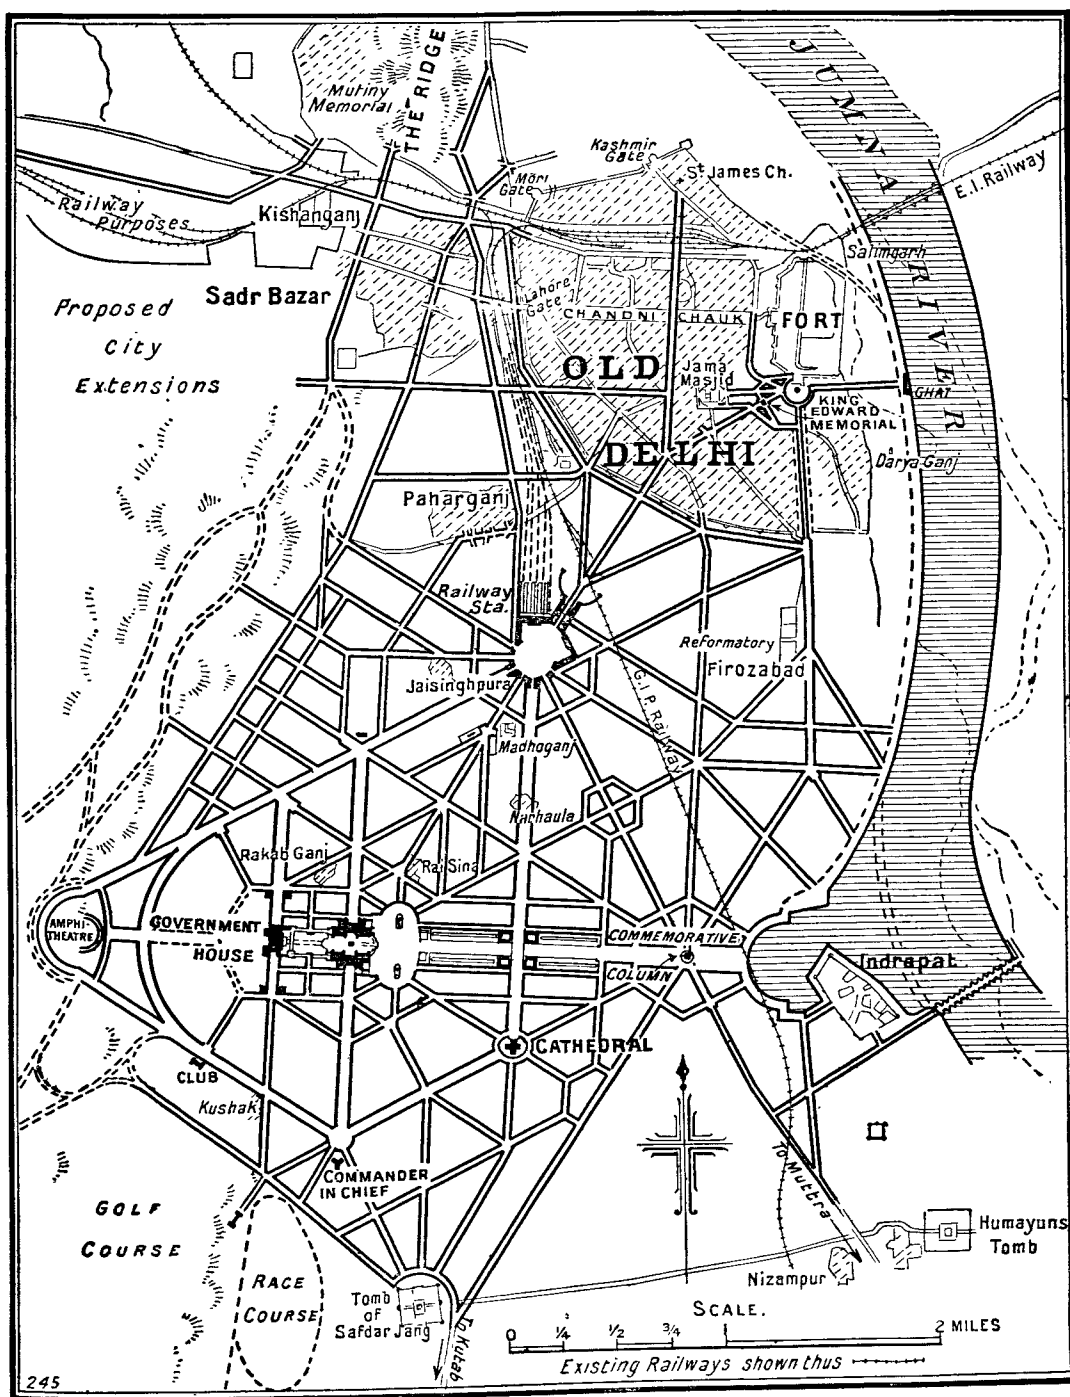 JUMNA RIVER
THE RIDGE
Mutiny
Memorial
Kashmir
Gate
St James Ch.
Mori
Gate
E.I. Railway
Railway
Purposes
Kishanganj
Salimgarh
Sadr Bazar
Lahore
Gate
CHANDNI CHAUK
FORT
Proposed
City
Extensions
OLD
DELHI
Jama
Masjid
GHAT
KING
EDWARD
MEMORIAL
Darya Ganj
Paharganj
Railway
Sta.
Reformatory
Firozabad
Jaisinghpura
G.I.P. Railway
Madhoganj
Narhaula
Rakab Ganj
Rai Sina
AMPHI-
THEATRE
GOVERNMENT
HOUSE
COMMEMORATIVE
COLUMN
Indrapat
CATHEDRAL
CLUB
Kushak
COMMANDER
IN CHIEF
To Muttra
GOLF
COURSE
RACE
COURSE
Humayuns
Tomb
Nizampur
Tomb
of
Safdar Jang
To Kutab
SCALE.
0 1/4 1/2 3/4 1 2 MILES
Existing Railways shown thus
245